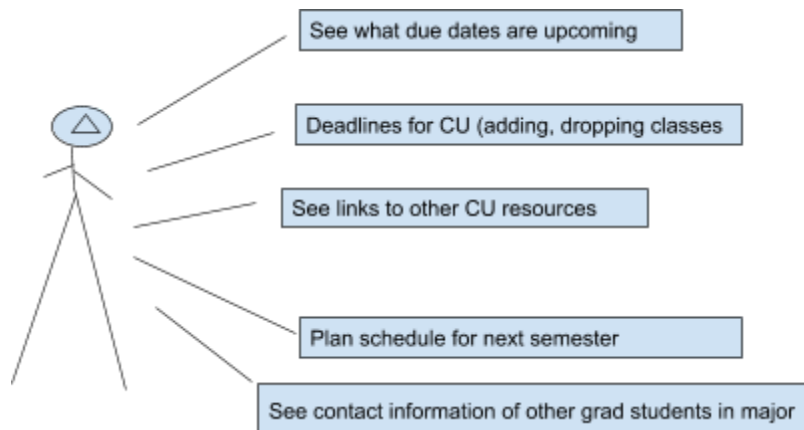 See what due dates are upcoming
Deadlines for CU (adding, dropping classes
See links to other CU resources
Plan schedule for next semester
See contact information of other grad students in major